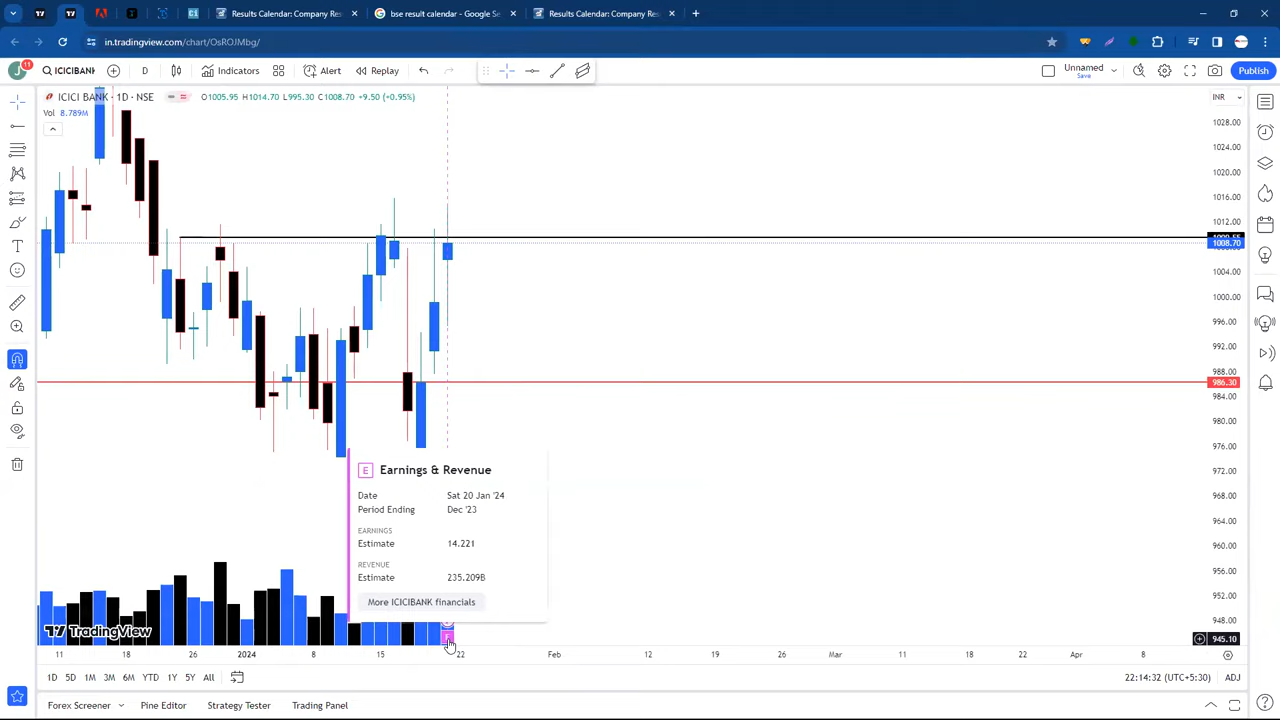 Results Calendar: Company Re
bse result calendar - Google Se
Results Calendar: Company Re
in.tradingview.com/chart/OsROJMbg/
J 11 ICICIBANK D Indicators Alert Replay Unnamed Save Publish
ICICI BANK · 1D · NSE O1005.95 H1014.70 L995.30 C1008.70 +9.50 (+0.95%) INR
Vol 8.789M
1028.00
1024.00
1020.00
1016.00
1012.00
1008.70
1004.00
1000.00
996.00
992.00
988.00
986.30
984.00
980.00
976.00
972.00
968.00
964.00
960.00
956.00
952.00
948.00
945.10
E Earnings & Revenue
Date Sat 20 Jan '24
Period Ending Dec '23
EARNINGS
Estimate 14.221
REVENUE
Estimate 235.209B
More ICICIBANK financials
TradingView
11 18 26 2024 8 15 22 Feb 12 19 26 Mar 11 18 22 Apr 8
1D 5D 1M 3M 6M YTD 1Y 5Y All 22:14:32 (UTC+5:30) ADJ
Forex Screener Pine Editor Strategy Tester Trading Panel